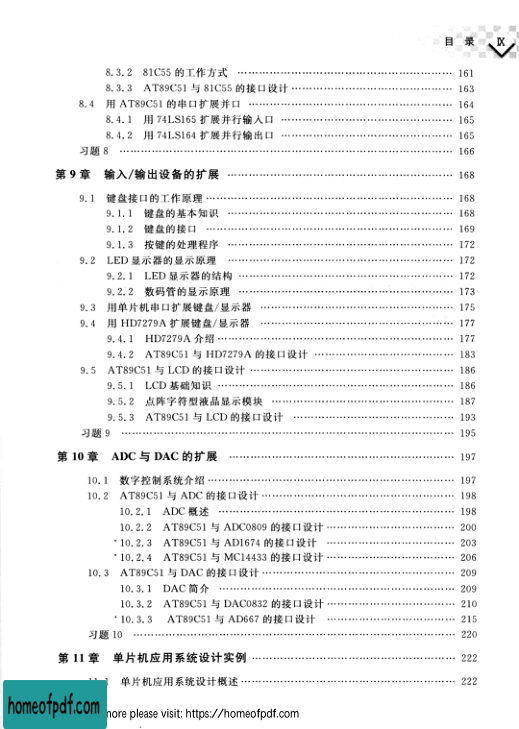 目 录 Ⅸ
8.3.2 81C55 的工作方式 …… 161
8.3.3 AT89C51 与 81C55 的接口设计 …… 163
8.4 用 AT89C51 的串口扩展并口 …… 164
8.4.1 用 74LS165 扩展并行输入口 …… 165
8.4.2 用 74LS164 扩展并行输出口 …… 165
习题 8 …… 166
第 9 章 输入/输出设备的扩展 …… 168
9.1 键盘接口的工作原理 …… 168
9.1.1 键盘的基本知识 …… 168
9.1.2 键盘的接口 …… 169
9.1.3 按键的处理程序 …… 172
9.2 LED 显示器的显示原理 …… 172
9.2.1 LED 显示器的结构 …… 172
9.2.2 数码管的显示原理 …… 173
9.3 用单片机串口扩展键盘/显示器 …… 175
9.4 用 HD7279A 扩展键盘/显示器 …… 177
9.4.1 HD7279A 介绍 …… 177
9.4.2 AT89C51 与 HD7279A 的接口设计 …… 183
9.5 AT89C51 与 LCD 的接口设计 …… 186
9.5.1 LCD 基础知识 …… 186
9.5.2 点阵字符型液晶显示模块 …… 187
9.5.3 AT89C51 与 LCD 的接口设计 …… 193
习题 9 …… 195
第 10 章 ADC 与 DAC 的扩展 …… 197
10.1 数字控制系统介绍 …… 197
10.2 AT89C51 与 ADC 的接口设计 …… 198
10.2.1 ADC 概述 …… 198
10.2.2 AT89C51 与 ADC0809 的接口设计 …… 200
*10.2.3 AT89C51 与 AD1674 的接口设计 …… 203
*10.2.4 AT89C51 与 MC14433 的接口设计 …… 206
10.3 AT89C51 与 DAC 的接口设计 …… 209
10.3.1 DAC 简介 …… 209
10.3.2 AT89C51 与 DAC0832 的接口设计 …… 210
*10.3.3 AT89C51 与 AD667 的接口设计 …… 215
习题 10 …… 220
第 11 章 单片机应用系统设计实例 …… 222
单片机应用系统设计概述 …… 222
homeofpdf.com
more please visit: https://homeofpdf.com